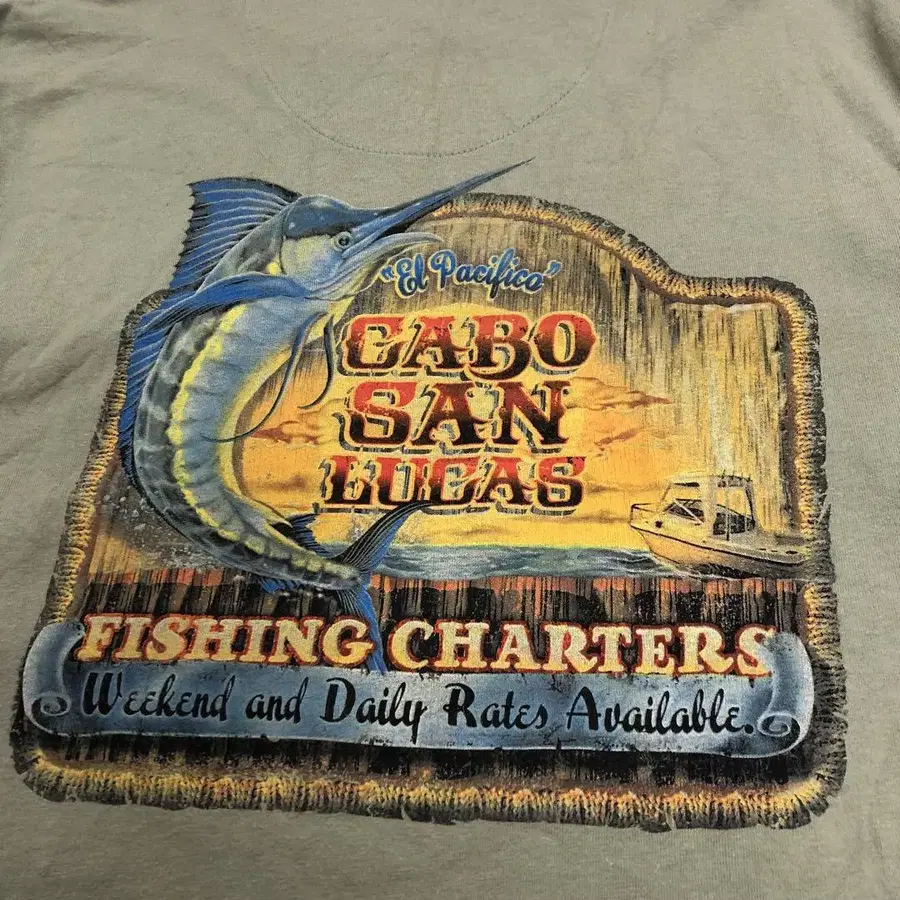 "El Pacifico"
CABO
SAN
LUCAS
FISHING CHARTERS
Weekend and Daily Rates Available.